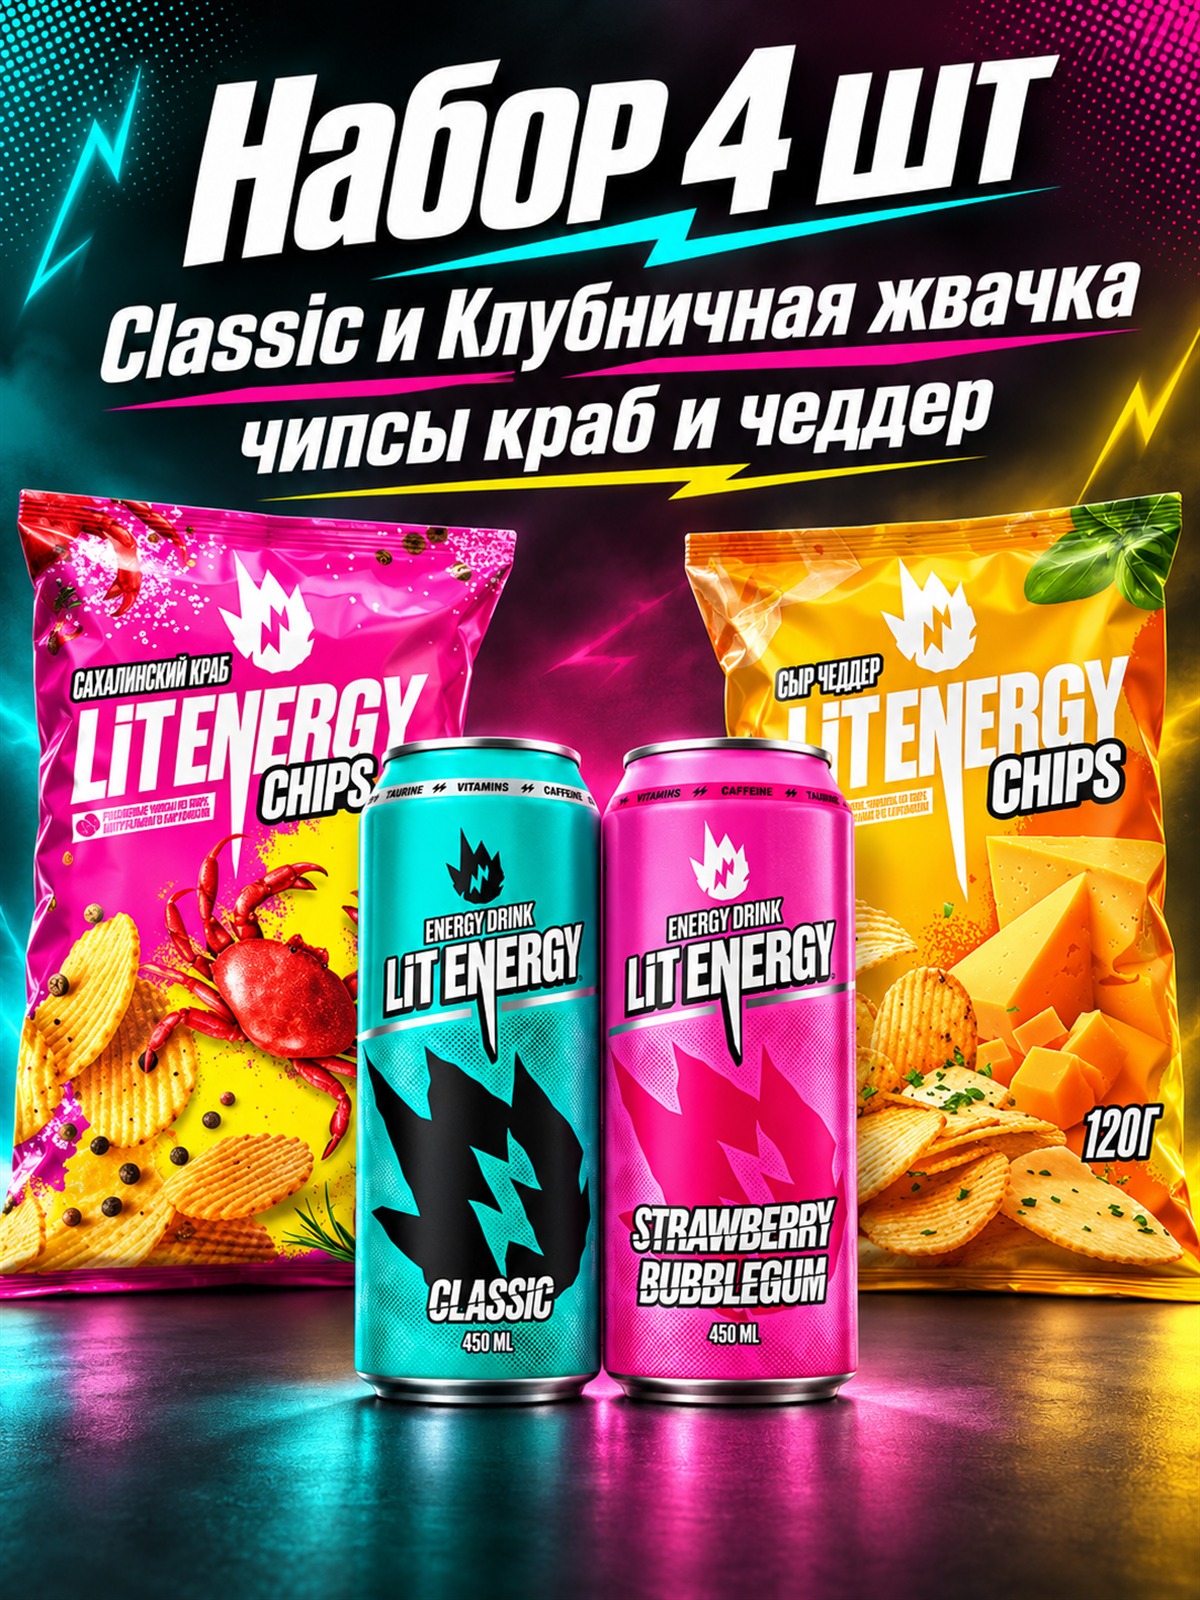 Набор 4 шт
Classic и Клубничная жвачка
чипсы краб и чеддер
САХАЛИНСКИЙ КРАБ
LiTENERGY
CHIPS
СЫР ЧЕДДЕР
LiTENERGY
CHIPS
120Г
TAURINE VITAMINS CAFFEINE
ENERGY DRINK
LiT ENERGY
CLASSIC
450 ML
VITAMINS CAFFEINE TAURINE
ENERGY DRINK
LiT ENERGY
STRAWBERRY
BUBBLEGUM
450 ML